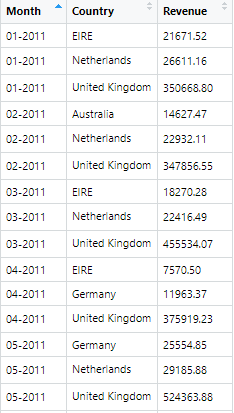 Month Country Revenue
01-2011 EIRE 21671.52
01-2011 Netherlands 26611.16
01-2011 United Kingdom 350668.80
02-2011 Australia 14627.47
02-2011 Netherlands 22932.11
02-2011 United Kingdom 347856.55
03-2011 EIRE 18270.28
03-2011 Netherlands 22416.49
03-2011 United Kingdom 455534.07
04-2011 EIRE 7570.50
04-2011 Germany 11963.37
04-2011 United Kingdom 375919.23
05-2011 Germany 25554.85
05-2011 Netherlands 29185.88
05-2011 United Kingdom 524363.88